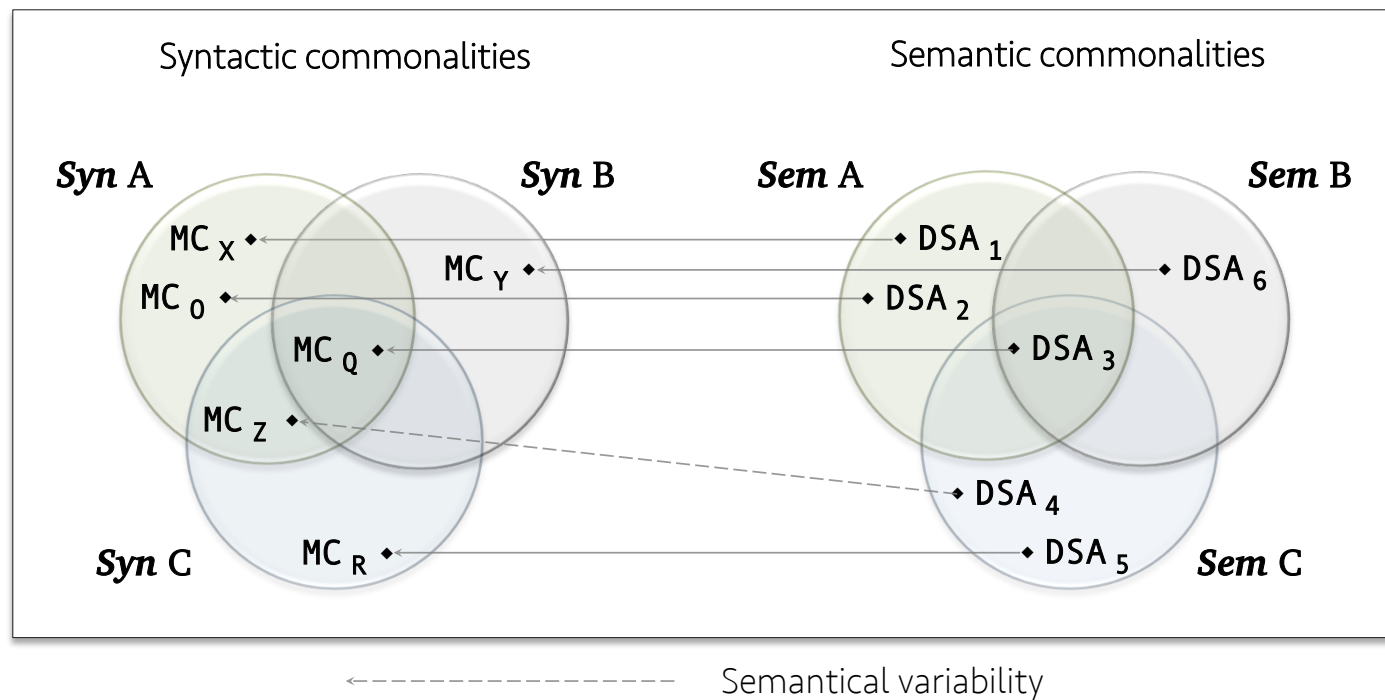 Syntactic commonalities
Semantic commonalities
Syn A
Syn B
Sem A
Sem B
MC X
DSA 1
MC Y
DSA 6
MC O
DSA 2
MC Q
DSA 3
MC Z
DSA 4
MC R
DSA 5
Syn C
Sem C
Semantical variability